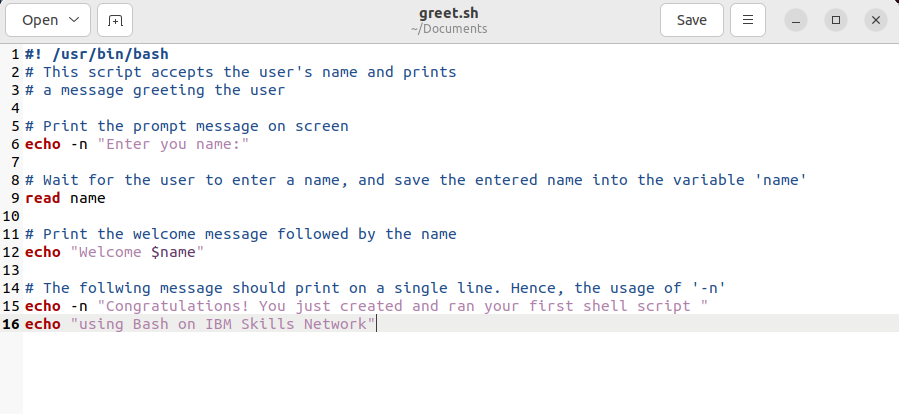 Open
greet.sh
~/Documents
Save
1 #! /usr/bin/bash
2 # This script accepts the user's name and prints
3 # a message greeting the user
4
5 # Print the prompt message on screen
6 echo -n "Enter you name:"
7
8 # Wait for the user to enter a name, and save the entered name into the variable 'name'
9 read name
10
11 # Print the welcome message followed by the name
12 echo "Welcome $name"
13
14 # The follwing message should print on a single line. Hence, the usage of '-n'
15 echo -n "Congratulations! You just created and ran your first shell script "
16 echo "using Bash on IBM Skills Network"